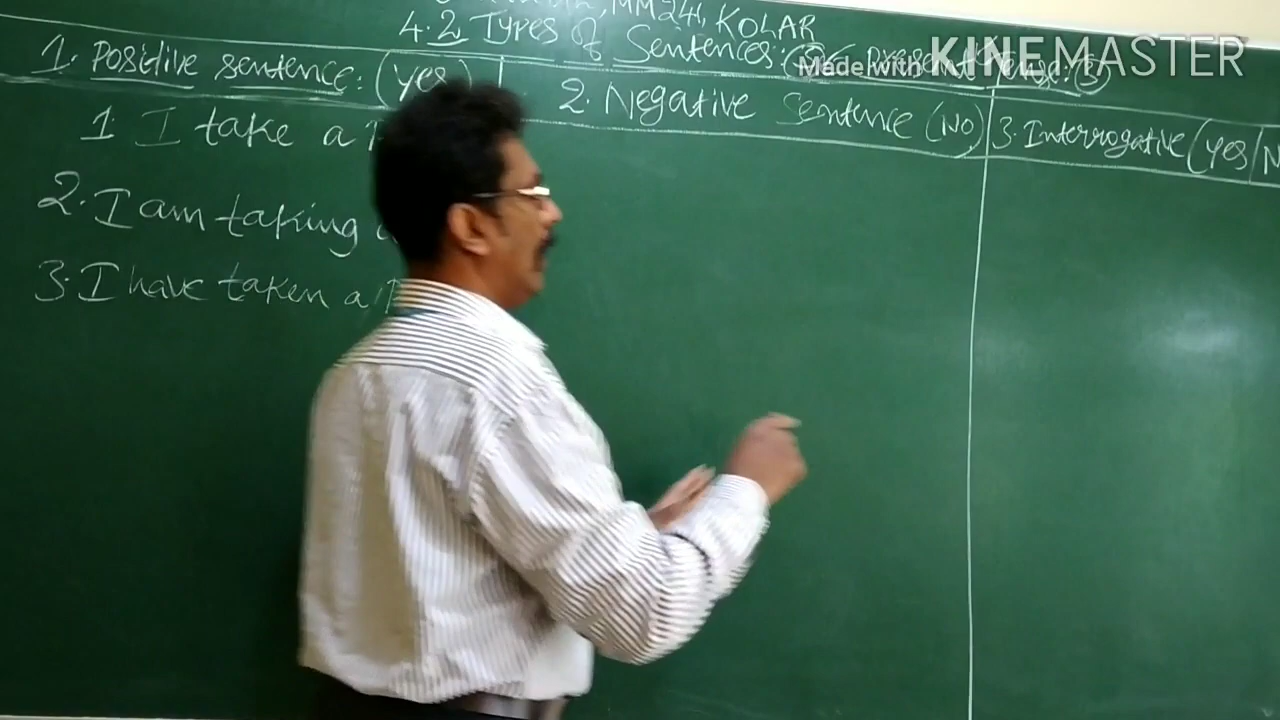 MM241, KOLAR
4.2 Types of Sentences:
Made with KINEMASTER
1. Positive sentence: (yes)
2. Negative Sentence (NO)
3. Interrogative (yes
1. I take a
2. I am taking
3. I have taken a